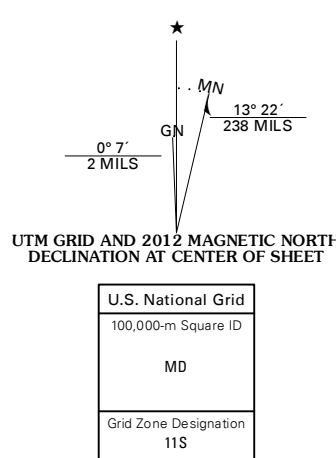 ★
MN
GN
13° 22´
238 MILS
0° 7´
2 MILS
UTM GRID AND 2012 MAGNETIC NORTH
DECLINATION AT CENTER OF SHEET
U.S. National Grid
100,000-m Square ID
MD
Grid Zone Designation
11S